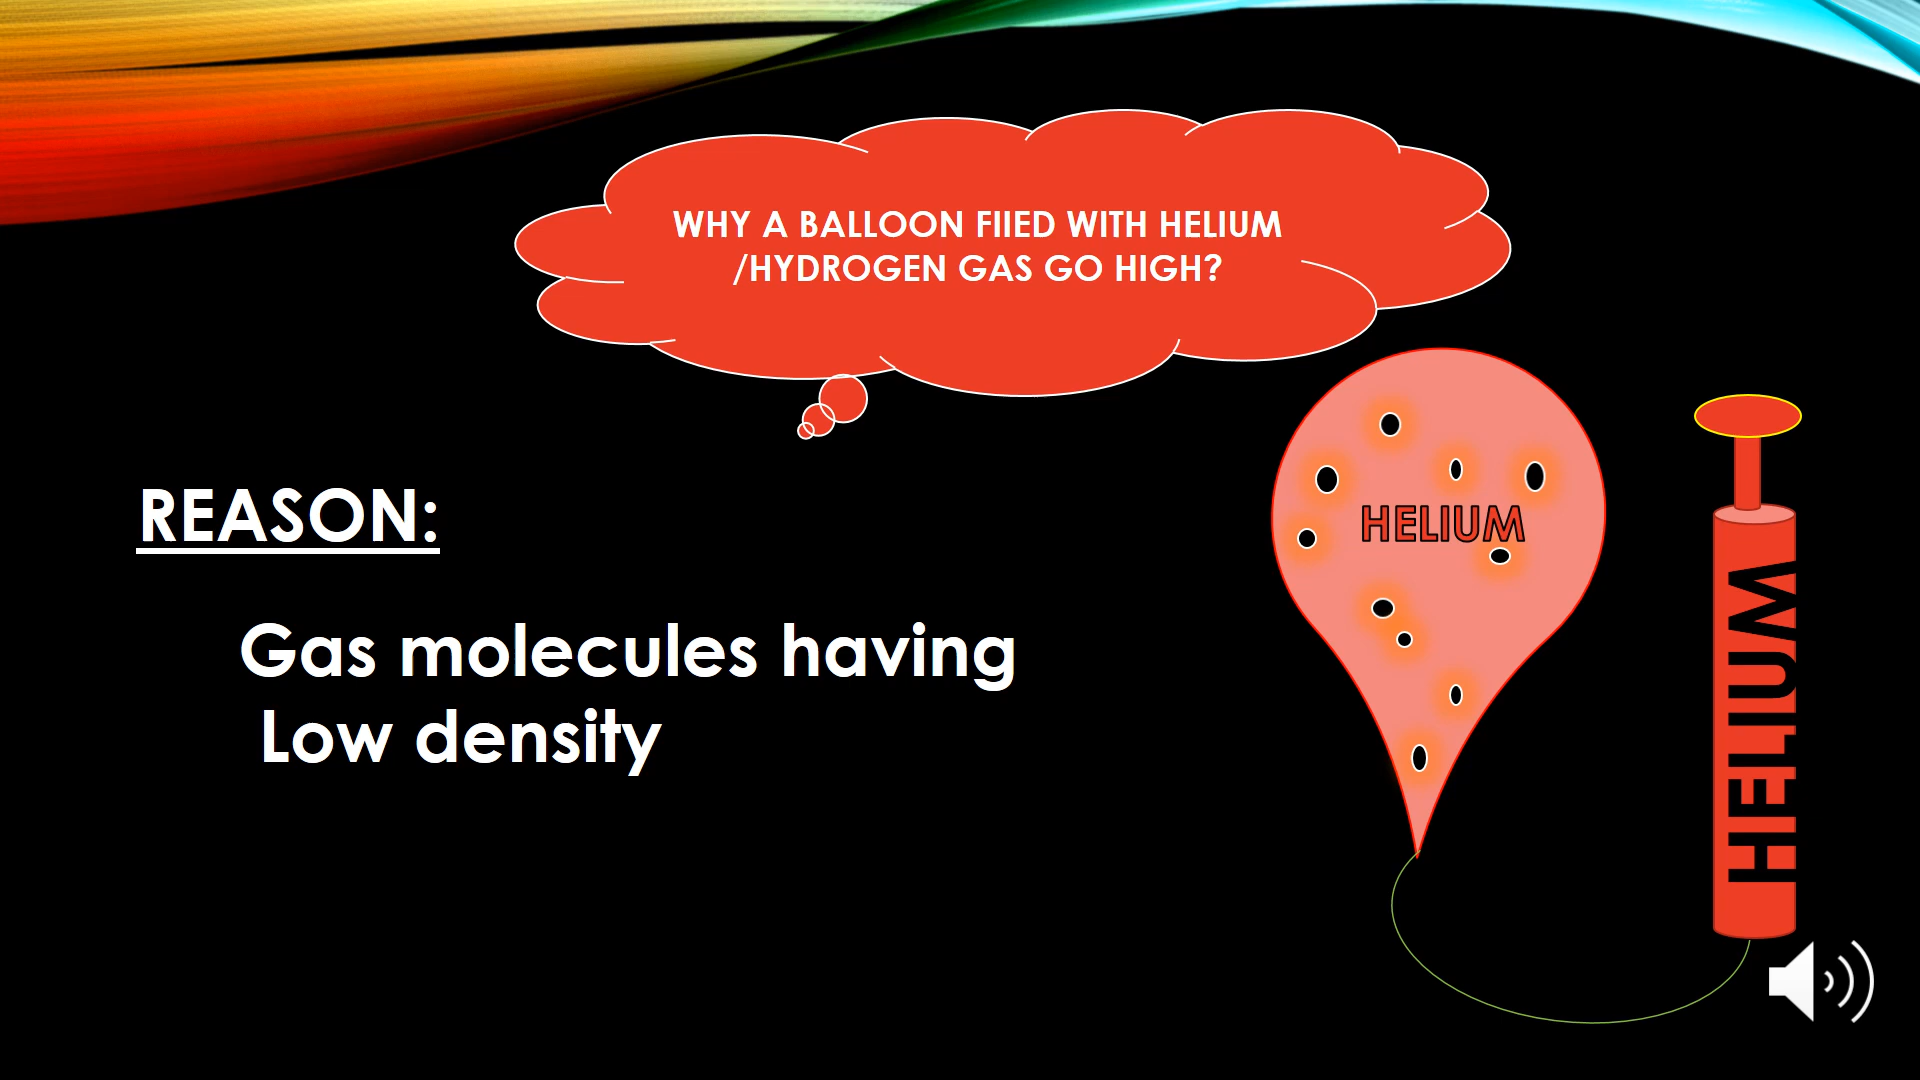 WHY A BALLOON FIIED WITH HELIUM
/HYDROGEN GAS GO HIGH?
REASON:
Gas molecules having
Low density
HELIUM
HELIUM